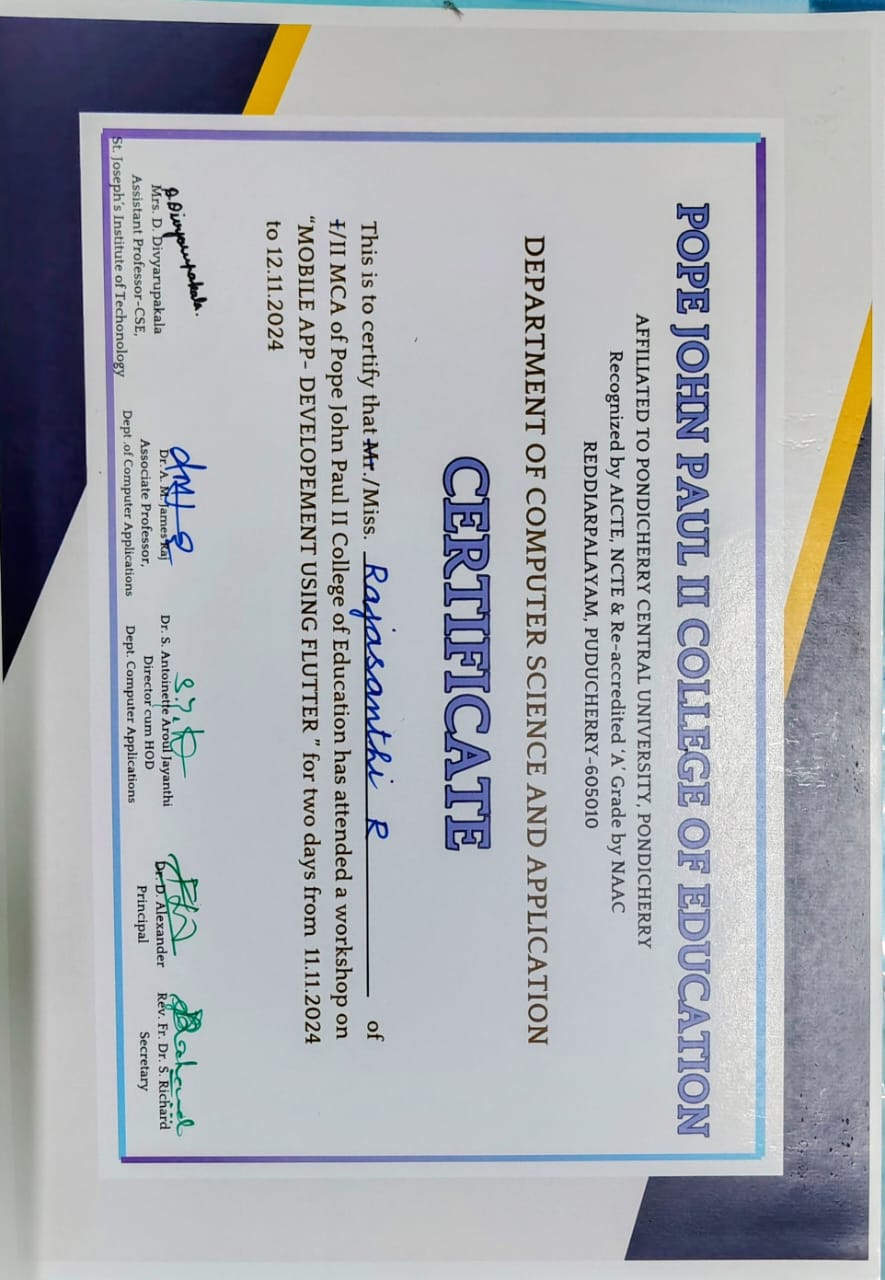 POPE JOHN PAUL II COLLEGE OF EDUCATION
AFFILIATED TO PONDICHERRY CENTRAL UNIVERSITY, PONDICHERRY
Recognized by AICTE, NCTE & Re-accredited ‘A’ Grade by NAAC
REDDIARPALAYAM, PUDUCHERRY-605010
DEPARTMENT OF COMPUTER SCIENCE AND APPLICATION
CERTIFICATE
This is to certify that Mr./Miss. Rajasanthi R of
I/II MCA of Pope John Paul II College of Education has attended a workshop on
“MOBILE APP- DEVELOPEMENT USING FLUTTER ” for two days from 11.11.2024
to 12.11.2024
D. Divyarupakala.
Mrs. D. Divyarupakala
Assistant Professor-CSE,
St. Joseph’s Institute of Techonology
Dr. A. M. James Raj
Associate Professor,
Dept .of Computer Applications
Dr. S. Antoinette Aroul Jayanthi
Director cum HOD
Dept. Computer Applications
Dr. D. Alexander
Principal
Rev. Fr. Dr. S. Richard
Secretary